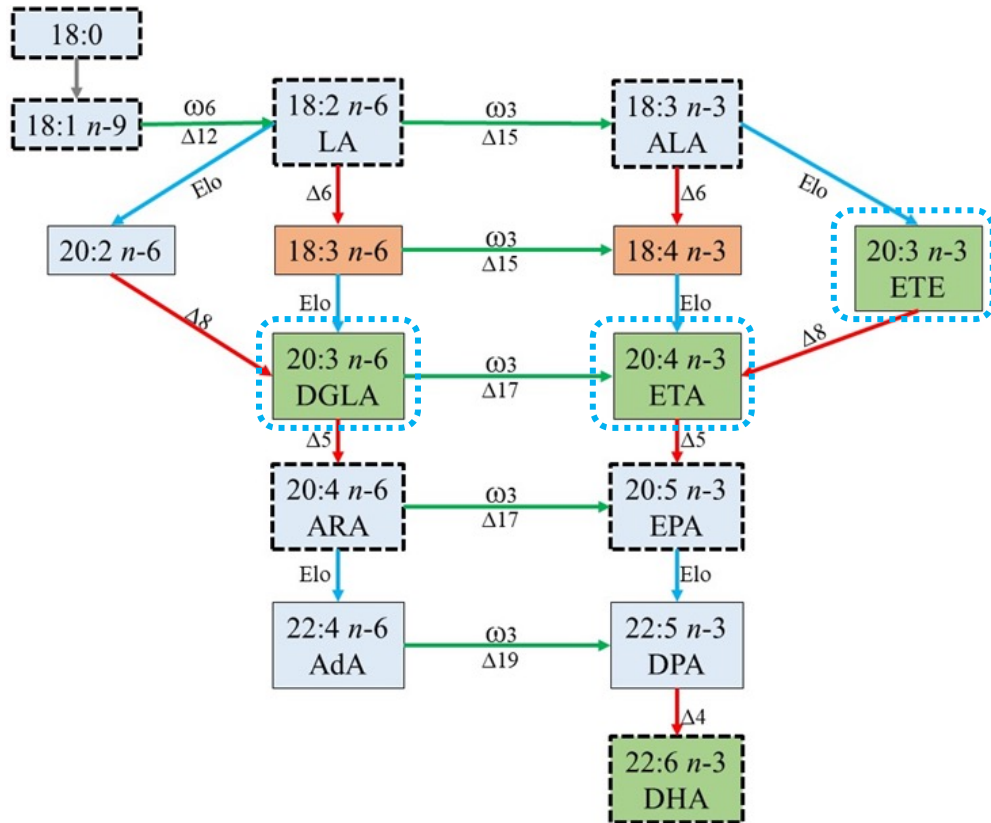 18:0
18:1 n-9
ω6
Δ12
18:2 n-6
LA
ω3
Δ15
18:3 n-3
ALA
Elo
Δ6
Δ6
Elo
20:2 n-6
18:3 n-6
ω3
Δ15
18:4 n-3
20:3 n-3
ETE
Δ8
Elo
Elo
Δ8
20:3 n-6
DGLA
ω3
Δ17
20:4 n-3
ETA
Δ5
Δ5
20:4 n-6
ARA
ω3
Δ17
20:5 n-3
EPA
Elo
Elo
22:4 n-6
AdA
ω3
Δ19
22:5 n-3
DPA
Δ4
22:6 n-3
DHA